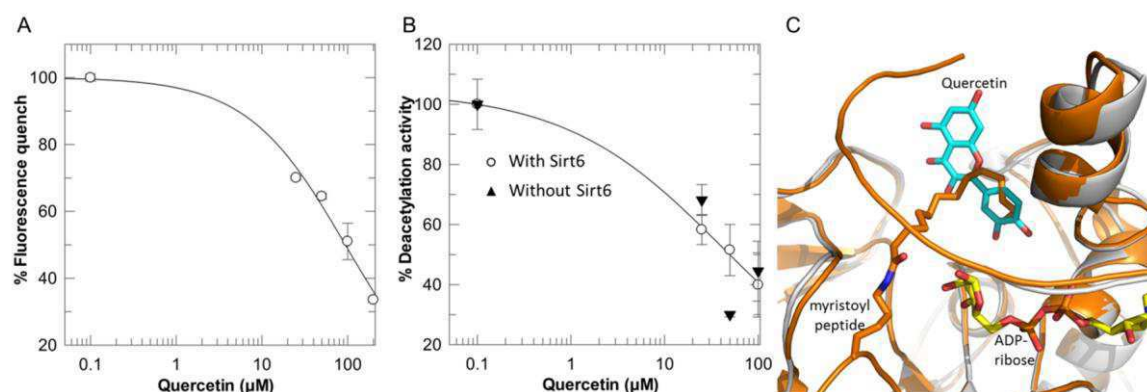 A
% Fluorescence quench
100
80
60
40
20
0.1
1
10
100
Quercetin (µM)
B
% Deacetylation activity
120
100
80
60
40
20
With Sirt6
Without Sirt6
0.1
1
10
100
Quercetin (µM)
C
Quercetin
myristoyl
peptide
ADP-
ribose